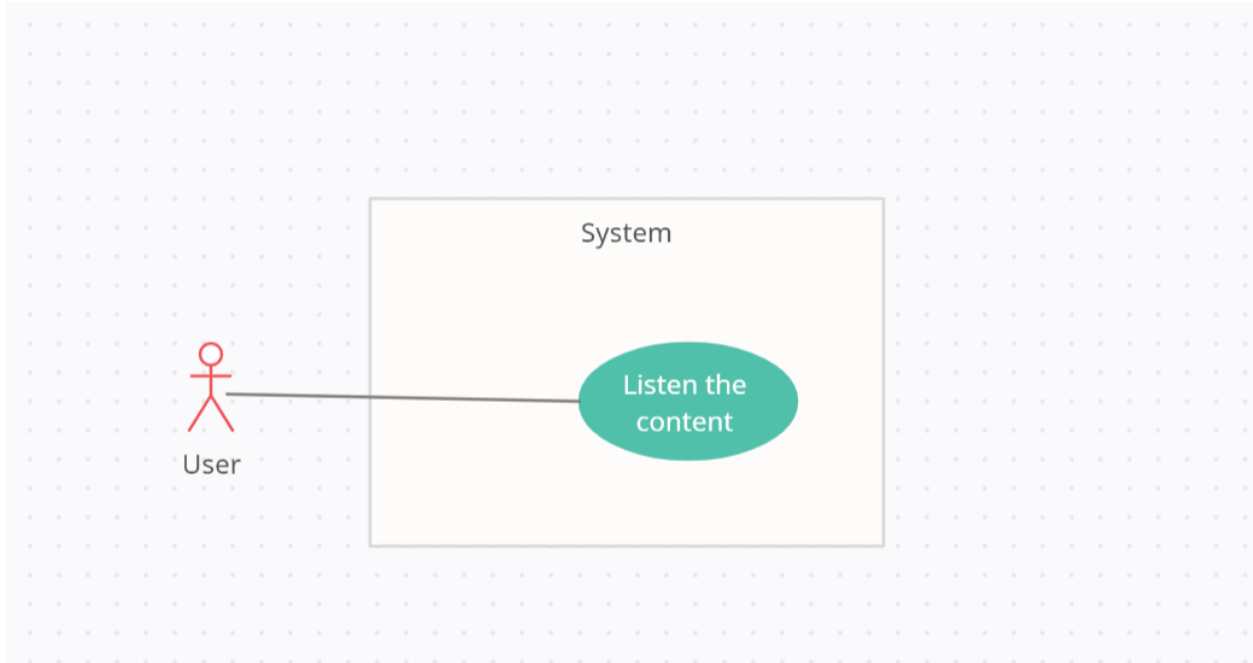 System
Listen the
content
User